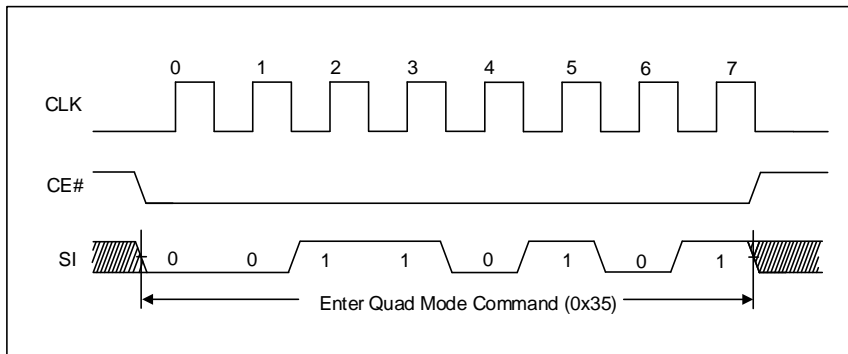 0 1 2 3 4 5 6 7
CLK
CE#
SI 0 0 1 1 0 1 0 1
Enter Quad Mode Command (0x35)